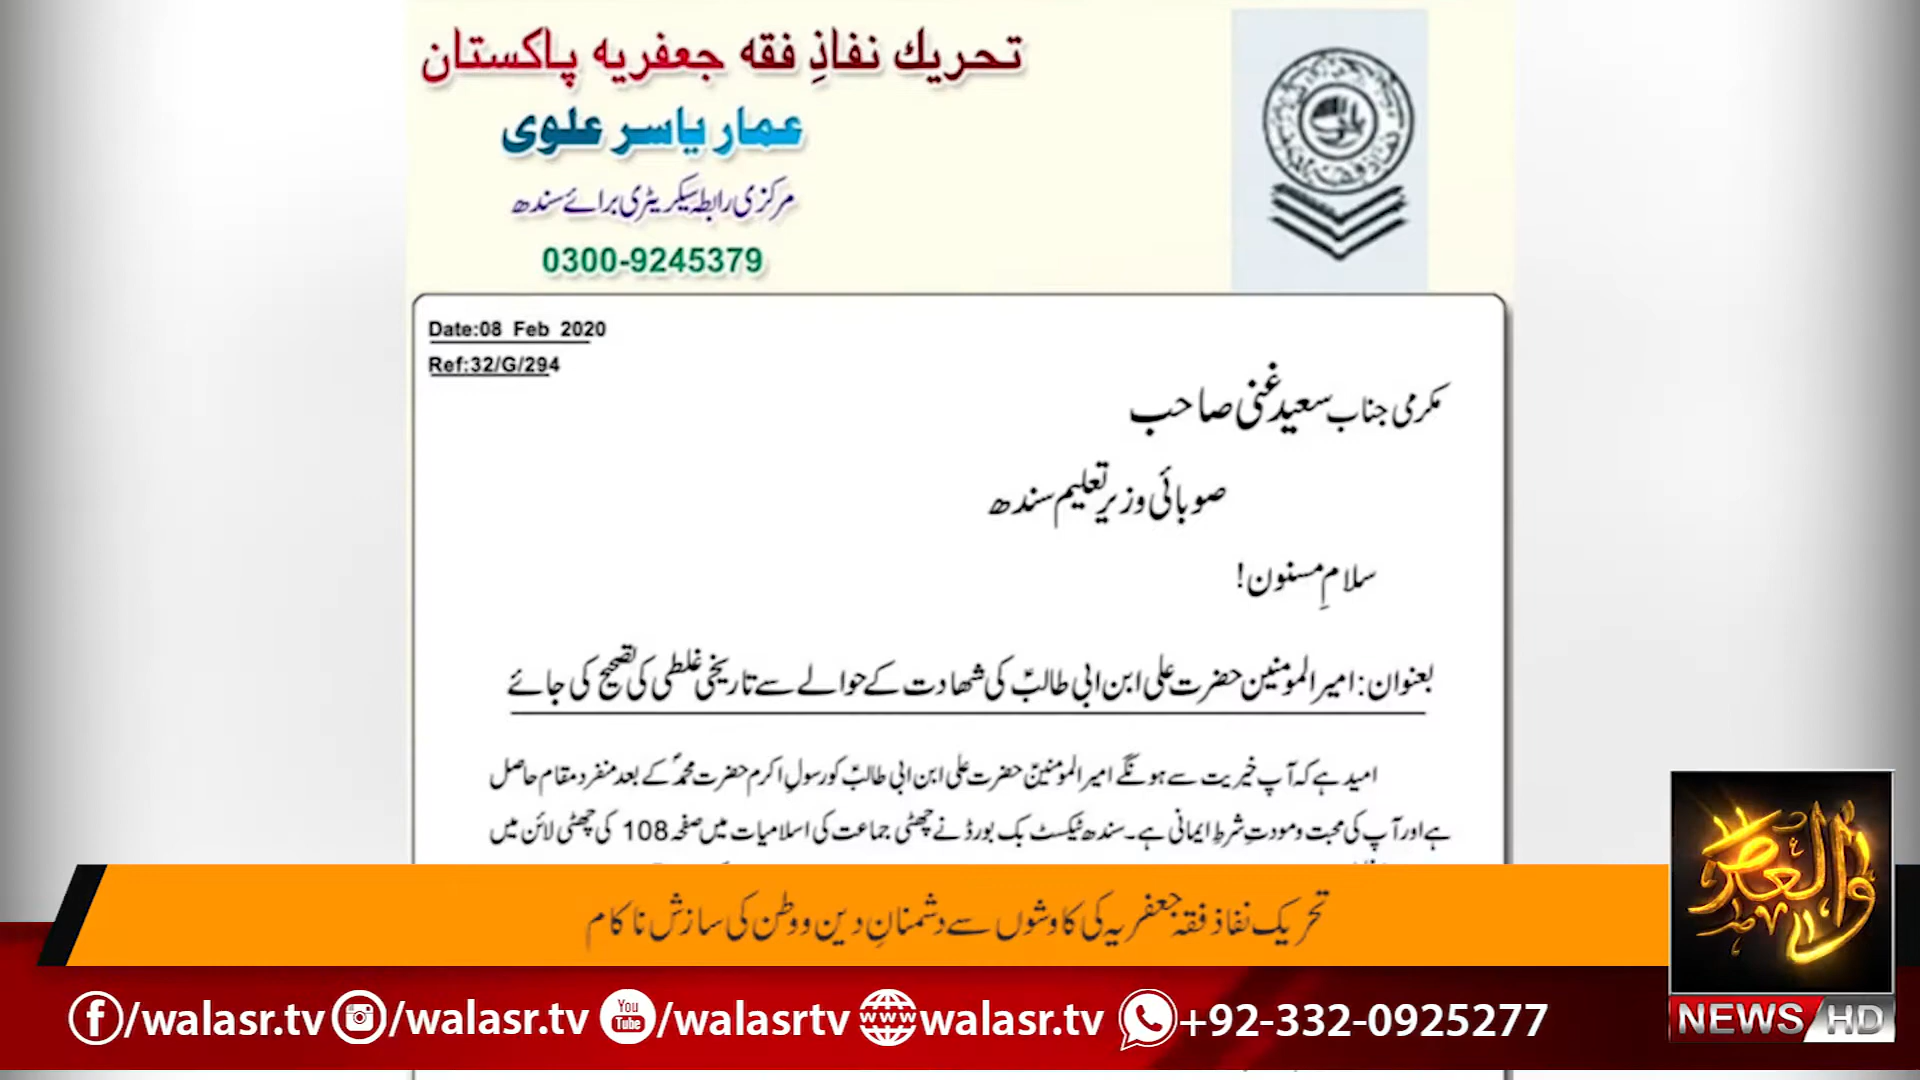 تحریک نفاذِ فقہ جعفریہ پاکستان
عمار یاسر علوی
مرکزی رابطہ سیکریٹری برائے سندھ
0300-9245379
Date:08 Feb 2020
Ref:32/G/294
مکرمی جناب سعید غنی صاحب
صوبائی وزیر تعلیم سندھ
سلامِ مسنون!
بعنوان: امیر المومنین حضرت علی ابن ابی طالبؑ کی شھادت کے حوالے سے تاریخی غلطی کی تصحیح کی جائے
امید ہے کہ آپ خیریت سے ہونگے امیر المومنینؑ حضرت علی ابن ابی طالبؑ کو رسولِ اکرم حضرت محمدؐ کے بعد منفرد مقام حاصل
ہے اور آپ کی محبت و مودت شرطِ ایمانی ہے۔ سندھ ٹیکسٹ بک بورڈ نے چھٹی جماعت کی اسلامیات میں صفحہ 108 کی چھٹی لائن میں
تحریک نفاذ فقہ جعفریہ کی کاوشوں سے دشمنانِ دین و وطن کی سازش ناکام
والعصر
NEWS HD
/walasr.tv /walasr.tv You Tube /walasrtv www walasr.tv +92-332-0925277